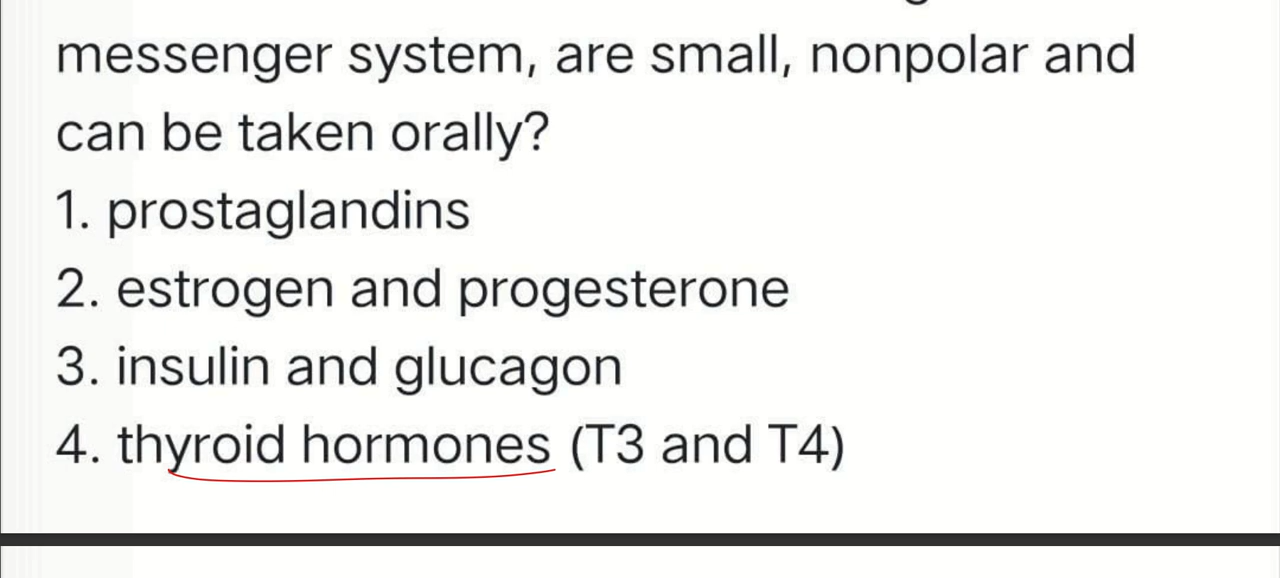 messenger system, are small, nonpolar and
can be taken orally?
1. prostaglandins
2. estrogen and progesterone
3. insulin and glucagon
4. thyroid hormones (T3 and T4)